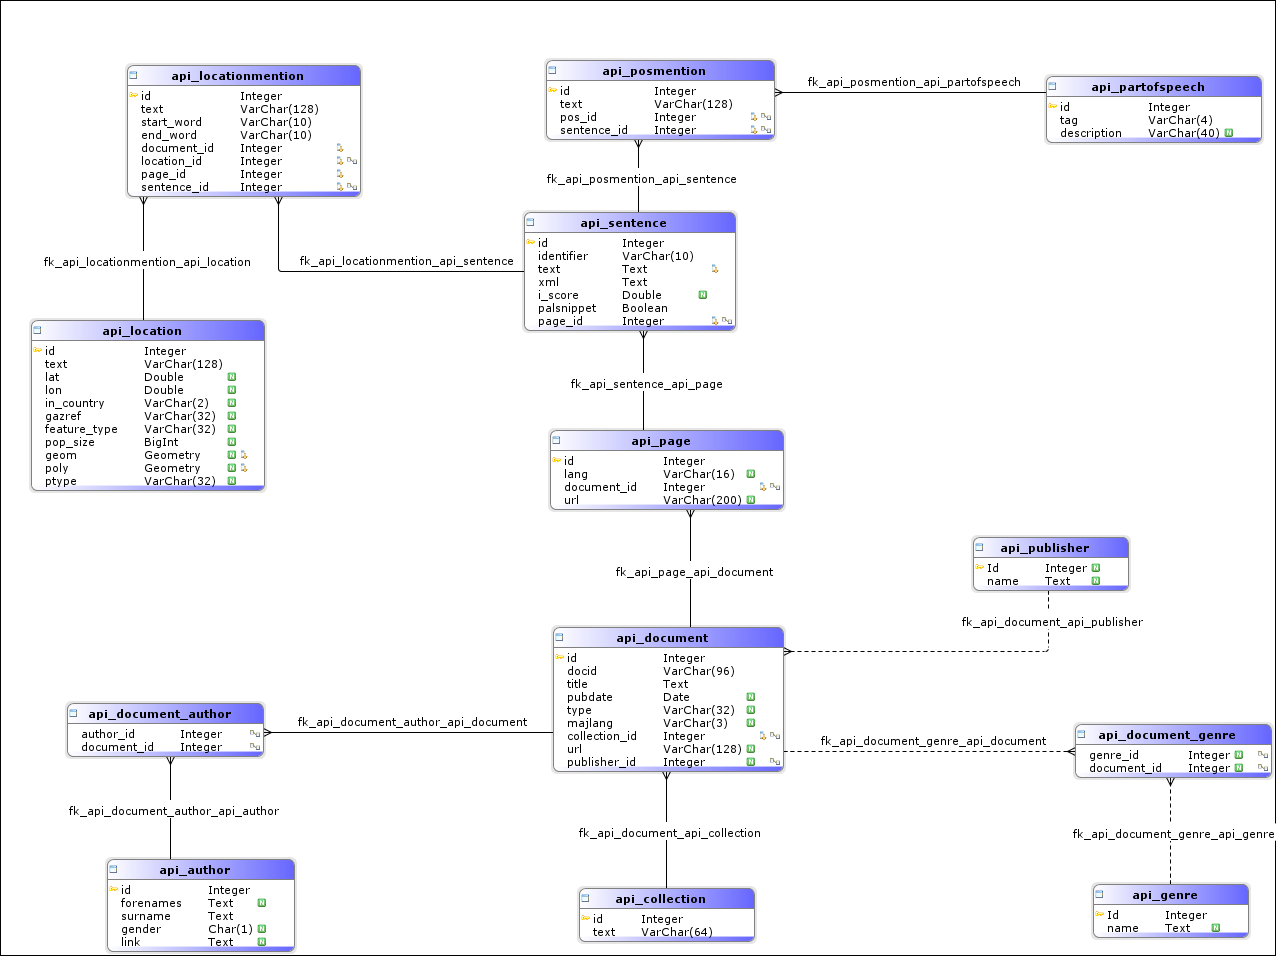 api_locationmention
id Integer
text VarChar(128)
start_word VarChar(10)
end_word VarChar(10)
document_id Integer
location_id Integer
page_id Integer
sentence_id Integer
api_posmention
id Integer
text VarChar(128)
pos_id Integer
sentence_id Integer
fk_api_posmention_api_partofspeech
api_partofspeech
id Integer
tag VarChar(4)
description VarChar(40) N
fk_api_posmention_api_sentence
fk_api_locationmention_api_location
fk_api_locationmention_api_sentence
api_sentence
id Integer
identifier VarChar(10)
text Text
xml Text
i_score Double N
palsnippet Boolean
page_id Integer
api_location
id Integer
text VarChar(128)
lat Double N
lon Double N
in_country VarChar(2) N
gazref VarChar(32) N
feature_type VarChar(32) N
pop_size BigInt N
geom Geometry N
poly Geometry N
ptype VarChar(32) N
fk_api_sentence_api_page
api_page
id Integer
lang VarChar(16) N
document_id Integer
url VarChar(200) N
fk_api_page_api_document
api_publisher
Id Integer N
name Text N
fk_api_document_api_publisher
api_document
id Integer
docid VarChar(96)
title Text
pubdate Date N
type VarChar(32) N
majlang VarChar(3) N
collection_id Integer
url VarChar(128) N
publisher_id Integer N
api_document_author
author_id Integer
document_id Integer
fk_api_document_author_api_document
fk_api_document_genre_api_document
api_document_genre
genre_id Integer N
document_id Integer N
fk_api_document_author_api_author
fk_api_document_api_collection
fk_api_document_genre_api_genre
api_author
id Integer
forenames Text N
surname Text
gender Char(1) N
link Text N
api_collection
id Integer
text VarChar(64)
api_genre
Id Integer
name Text N